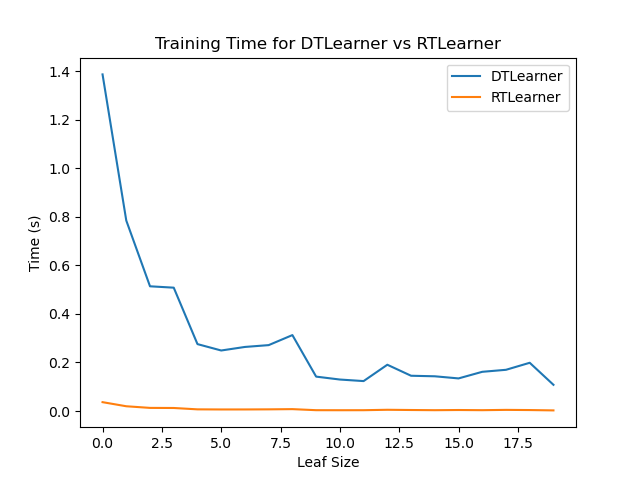 Training Time for DTLearner vs RTLearner
DTLearner
RTLearner
1.4
1.2
1.0
0.8
0.6
0.4
0.2
0.0
Time (s)
0.0 2.5 5.0 7.5 10.0 12.5 15.0 17.5
Leaf Size